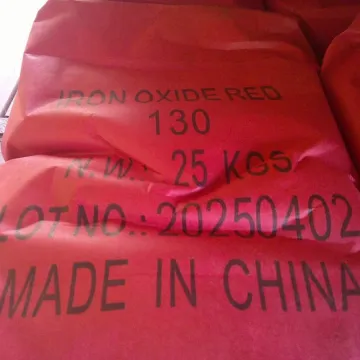 IRON OXIDE RED
130
N.W.: 25 KGS
LOT NO.: 20250402
MADE IN CHINA